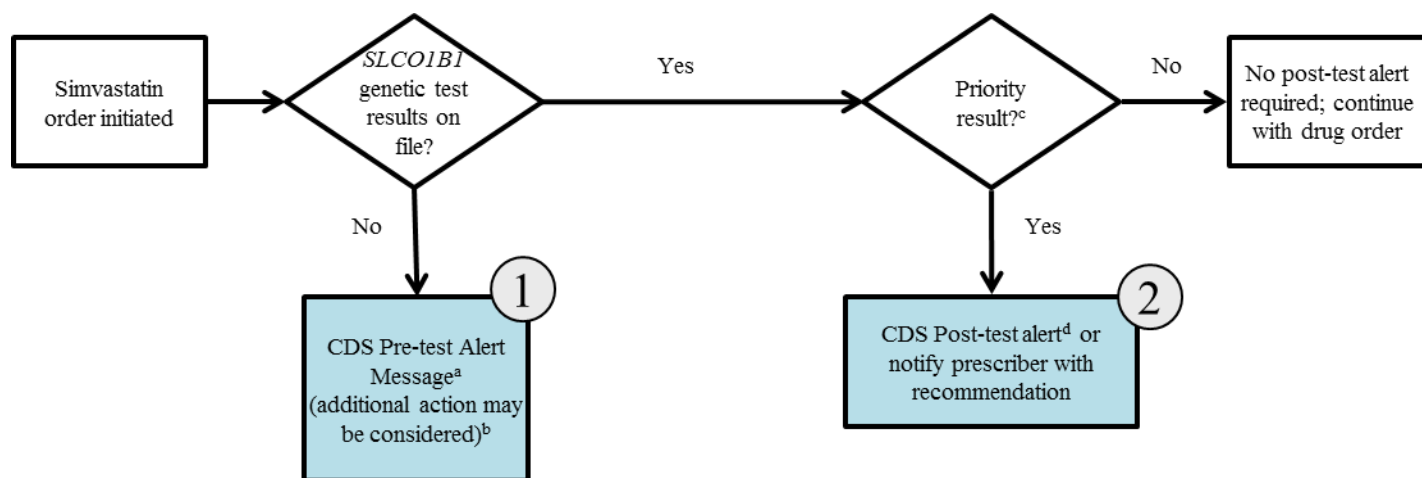 Simvastatin
order initiated
SLCO1B1
genetic test
results on
file?
Yes
Priority
result?ᶜ
No
No post-test alert
required; continue
with drug order
No
Yes
1
CDS Pre-test Alert
Messageᵃ
(additional action may
be considered)ᵇ
2
CDS Post-test alertᵈ or
notify prescriber with
recommendation